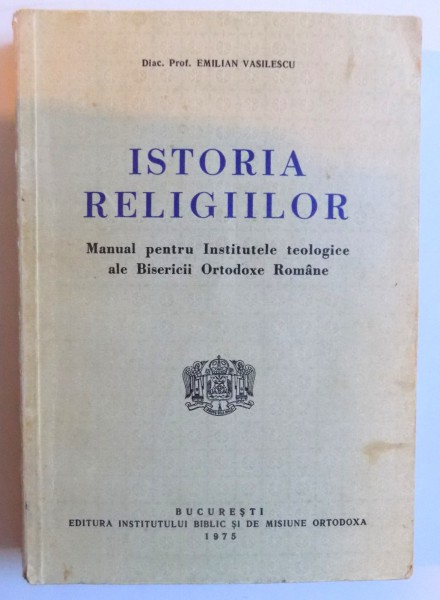 Diac. Prof. EMILIAN VASILESCU
ISTORIA
RELIGIILOR
Manual pentru Institutele teologice
ale Bisericii Ortodoxe Române
BUCUREȘTI
EDITURA INSTITUTULUI BIBLIC ȘI DE MISIUNE ORTODOXA
1975